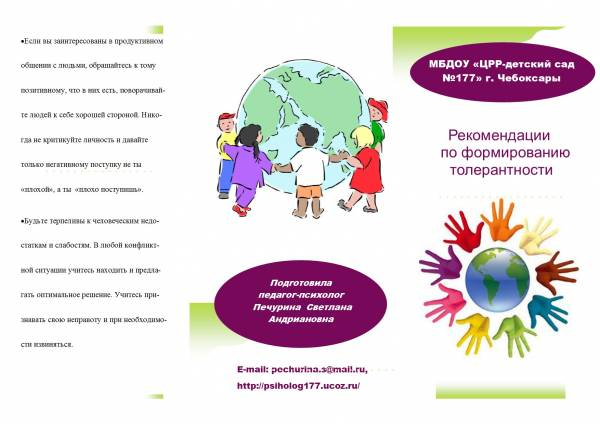 •Если вы заинтересованы в продуктивном
общении с людьми, обращайтесь к тому
позитивному, что в них есть, поворачивай-
те людей к себе хорошей стороной. Нико-
гда не критикуйте личность и давайте
только негативному поступку не ты
«плохой», а ты «плохо поступишь».
•Будьте терпеливы к человеческим недо-
статкам и слабостям. В любой конфликт-
ной ситуации учитесь находить и предла-
гать оптимальное решение. Учитесь при-
знавать свою неправоту и при необходимо-
сти извиняться.
Подготовила
педагог-психолог
Печурина Светлана
Андриановна
E-mail: pechurina.s@mail.ru,
http://psiholog177.ucoz.ru/
МБДОУ «ЦРР-детский сад
№177» г. Чебоксары
Рекомендации
по формированию
толерантности